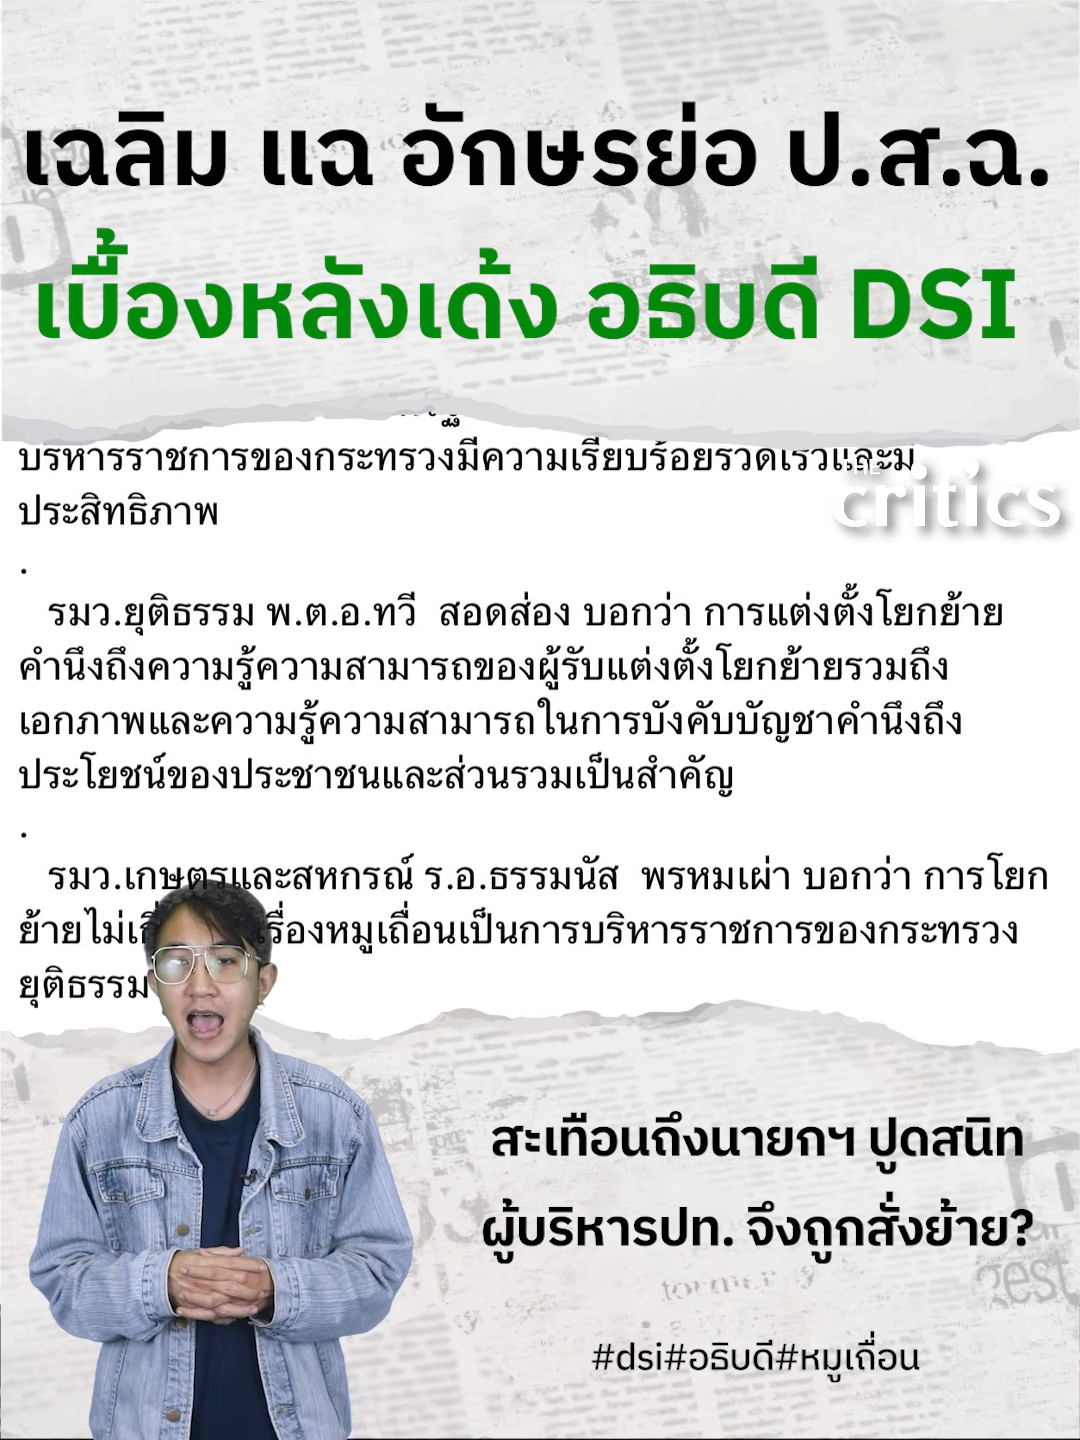 เฉลิม แฉ อักษรย่อ ป.ส.ฉ.
เบื้องหลังเด้ง อธิบดี DSI
บริหารราชการของกระทรวงมีความเรียบร้อยรวดเร็วและมี
THE
critics
ประสิทธิภาพ
.
รมว.ยุติธรรม พ.ต.อ.ทวี สอดส่อง บอกว่า การแต่งตั้งโยกย้าย
คำนึงถึงความรู้ความสามารถของผู้รับแต่งตั้งโยกย้ายรวมถึง
เอกภาพและความรู้ความสามารถในการบังคับบัญชาคำนึงถึง
ประโยชน์ของประชาชนและส่วนรวมเป็นสำคัญ
.
รมว.เกษตรและสหกรณ์ ร.อ.ธรรมนัส พรหมเผ่า บอกว่า การโยก
ย้ายไม่ เรื่องหมูเถื่อนเป็นการบริหารราชการของกระทรวง
ยุติธรรม
สะเทือนถึงนายกฯ ปูดสนิท
ผู้บริหารปท. จึงถูกสั่งย้าย?
#dsi#อธิบดี#หมูเถื่อน